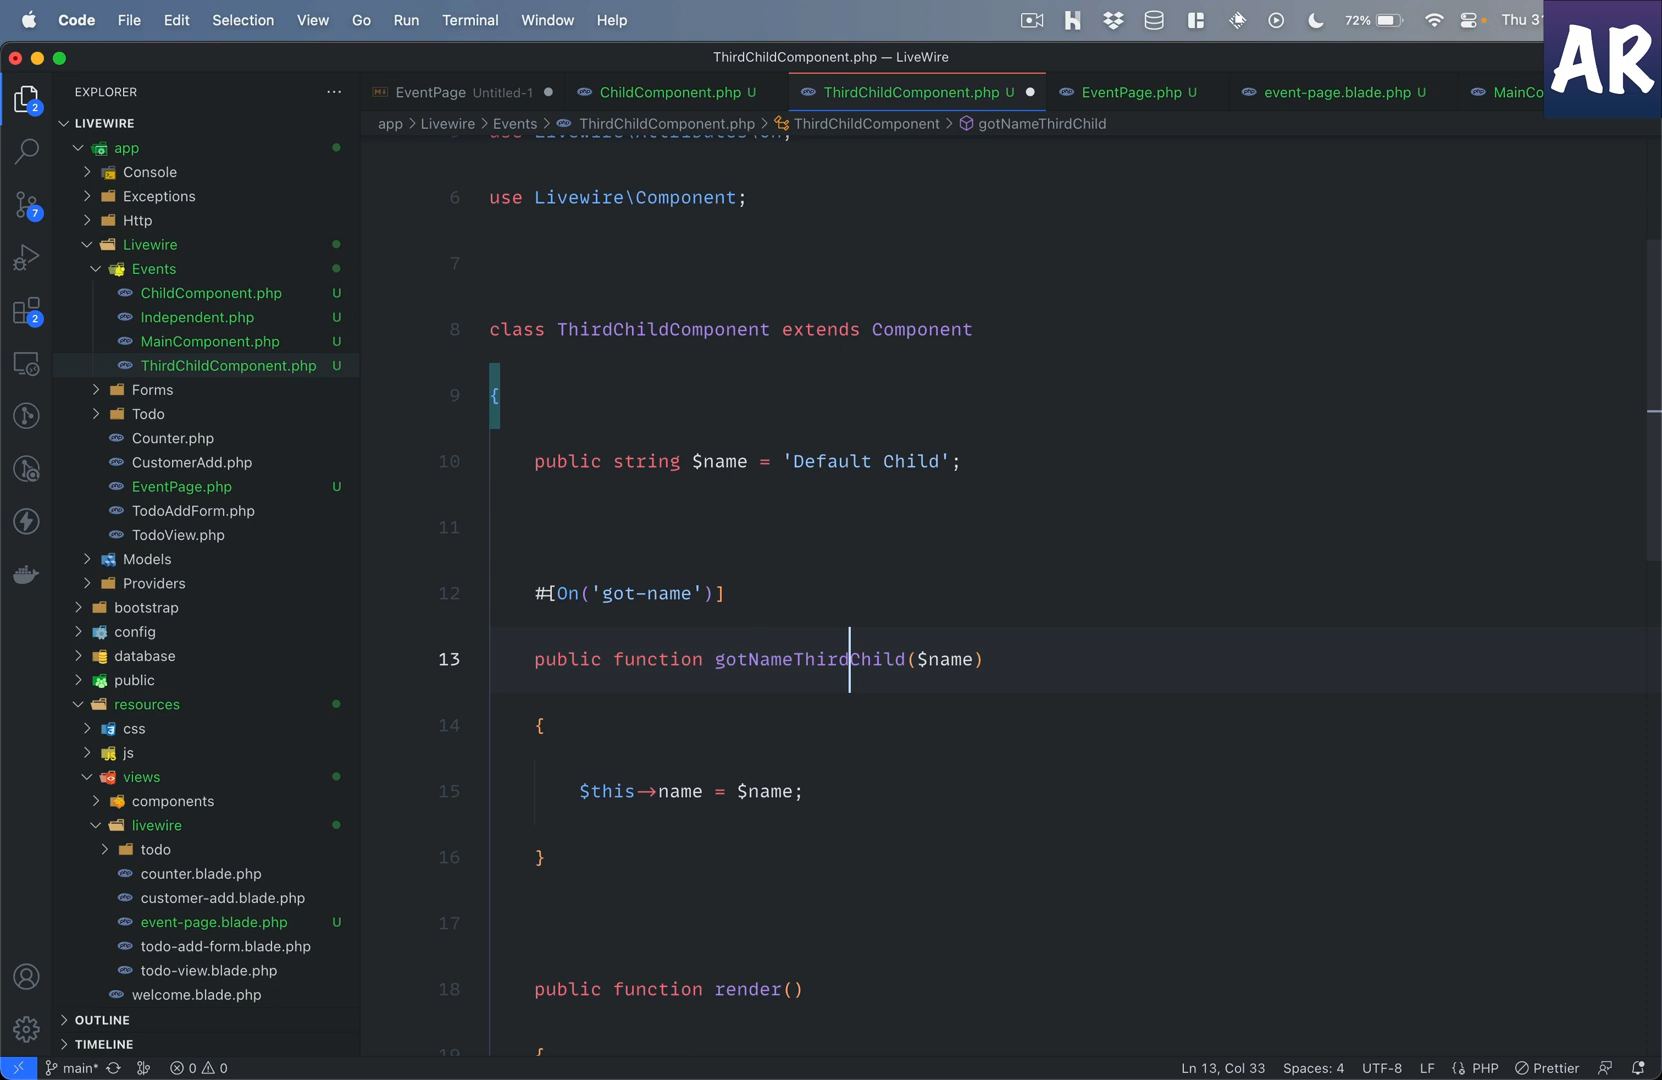 Code File Edit Selection View Go Run Terminal Window Help 72% Thu 31
AR
ThirdChildComponent.php — LiveWire
EXPLORER
EventPage Untitled-1 ChildComponent.php U ThirdChildComponent.php U EventPage.php U event-page.blade.php U MainCo
app > Livewire > Events > ThirdChildComponent.php > ThirdChildComponent > gotNameThirdChild
2
7
2
LIVEWIRE
app
Console
Exceptions
Http
Livewire
Events
ChildComponent.php U
Independent.php U
MainComponent.php U
ThirdChildComponent.php U
Forms
Todo
Counter.php
CustomerAdd.php
EventPage.php U
TodoAddForm.php
TodoView.php
Models
Providers
bootstrap
config
database
public
resources
css
js
views
components
livewire
todo
counter.blade.php
customer-add.blade.php
event-page.blade.php U
todo-add-form.blade.php
todo-view.blade.php
welcome.blade.php
OUTLINE
TIMELINE
use Livewire\Attributes\On;
6 use Livewire\Component;
7
8 class ThirdChildComponent extends Component
9 {
10 public string $name = 'Default Child';
11
12 #[On('got-name')]
13 public function gotNameThirdChild($name)
14 {
15 $this->name = $name;
16 }
17
18 public function render()
19 {
main* 0 0 Ln 13, Col 33 Spaces: 4 UTF-8 LF PHP Prettier